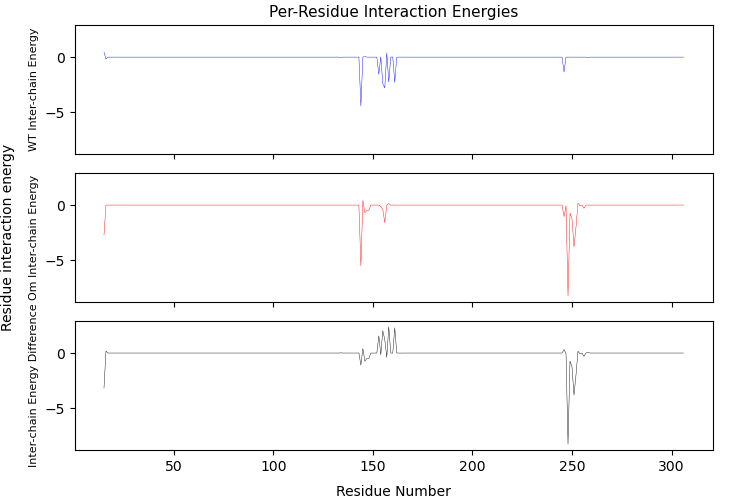 Per-Residue Interaction Energies
Residue interaction energy
WT Inter-chain Energy
0
−5
Om Inter-chain Energy
0
−5
Inter-chain Energy Difference
0
−5
50
100
150
200
250
300
Residue Number